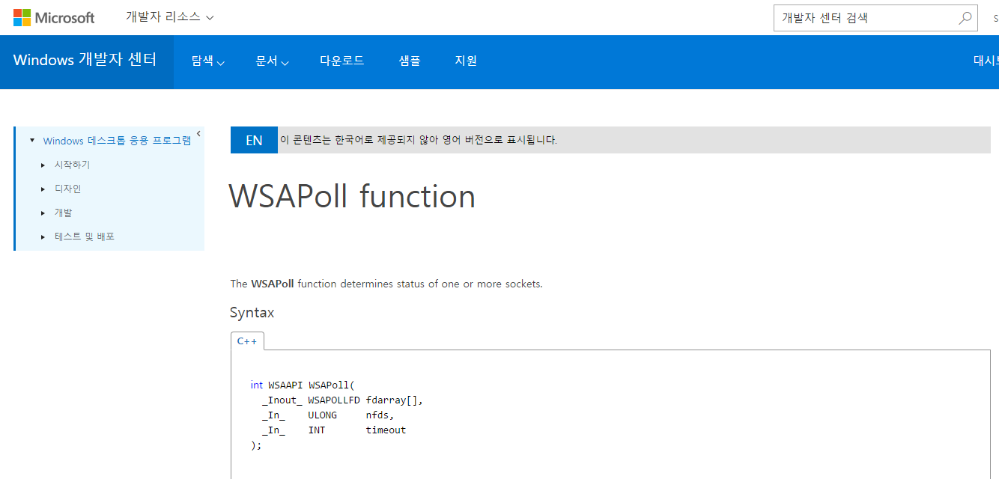 Microsoft 개발자 리소스 개발자 센터 검색 S
Windows 개발자 센터 탐색 문서 다운로드 샘플 지원 대시보
Windows 데스크톱 응용 프로그램
시작하기
디자인
개발
테스트 및 배포
EN 이 콘텐츠는 한국어로 제공되지 않아 영어 버전으로 표시됩니다.
WSAPoll function
The WSAPoll function determines status of one or more sockets.
Syntax
C++
int WSAAPI WSAPoll(
_Inout_ WSAPOLLFD fdarray[],
_In_ ULONG nfds,
_In_ INT timeout
);